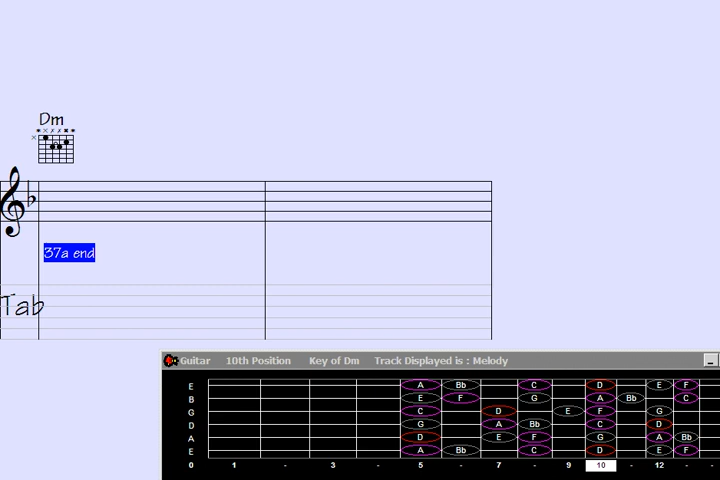 Dm
37a end
Tab
Guitar 10th Position Key of Dm Track Displayed is : Melody
E A Bb C D E F
B E F G A Bb C
G C D E F G
D G A Bb C D
A D E F G A Bb
E A Bb C D E F
0 1 - 3 - 5 - 7 - 9 10 - 12 - -